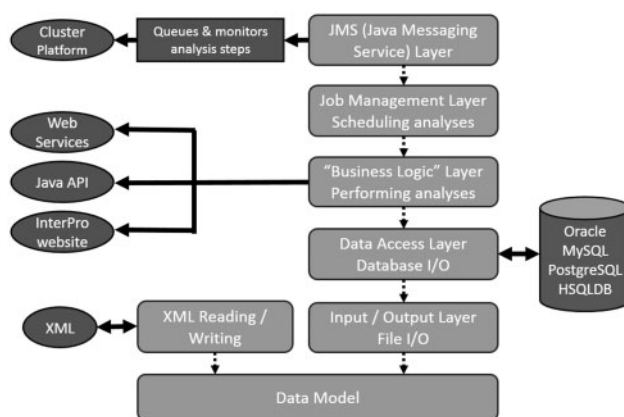 Cluster
Platform
Queues & monitors
analysis steps
JMS (Java Messaging
Service) Layer
Job Management Layer
Scheduling analyses
Web
Services
Java API
InterPro
website
“Business Logic” Layer
Performing analyses
Data Access Layer
Database I/O
Oracle
MySQL
PostgreSQL
HSQLDB
XML
XML Reading /
Writing
Input / Output Layer
File I/O
Data Model